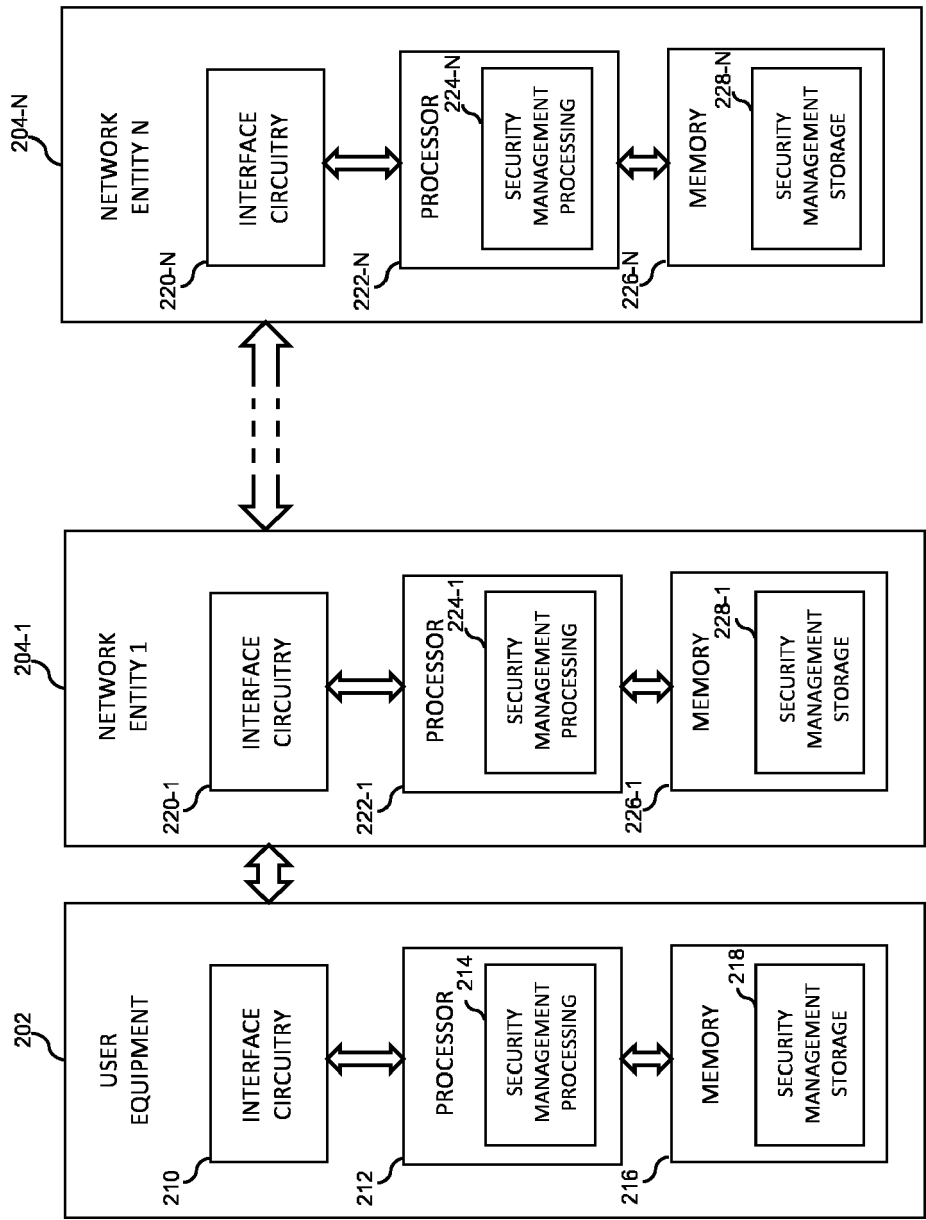 202
USER
EQUIPMENT
210
INTERFACE
CIRCUITRY
212
PROCESSOR
214
SECURITY
MANAGEMENT
PROCESSING
216
MEMORY
218
SECURITY
MANAGEMENT
STORAGE
204-1
NETWORK
ENTITY 1
220-1
INTERFACE
CIRCUITRY
222-1
PROCESSOR
224-1
SECURITY
MANAGEMENT
PROCESSING
226-1
MEMORY
228-1
SECURITY
MANAGEMENT
STORAGE
204-N
NETWORK
ENTITY N
220-N
INTERFACE
CIRCUITRY
222-N
PROCESSOR
224-N
SECURITY
MANAGEMENT
PROCESSING
226-N
MEMORY
228-N
SECURITY
MANAGEMENT
STORAGE